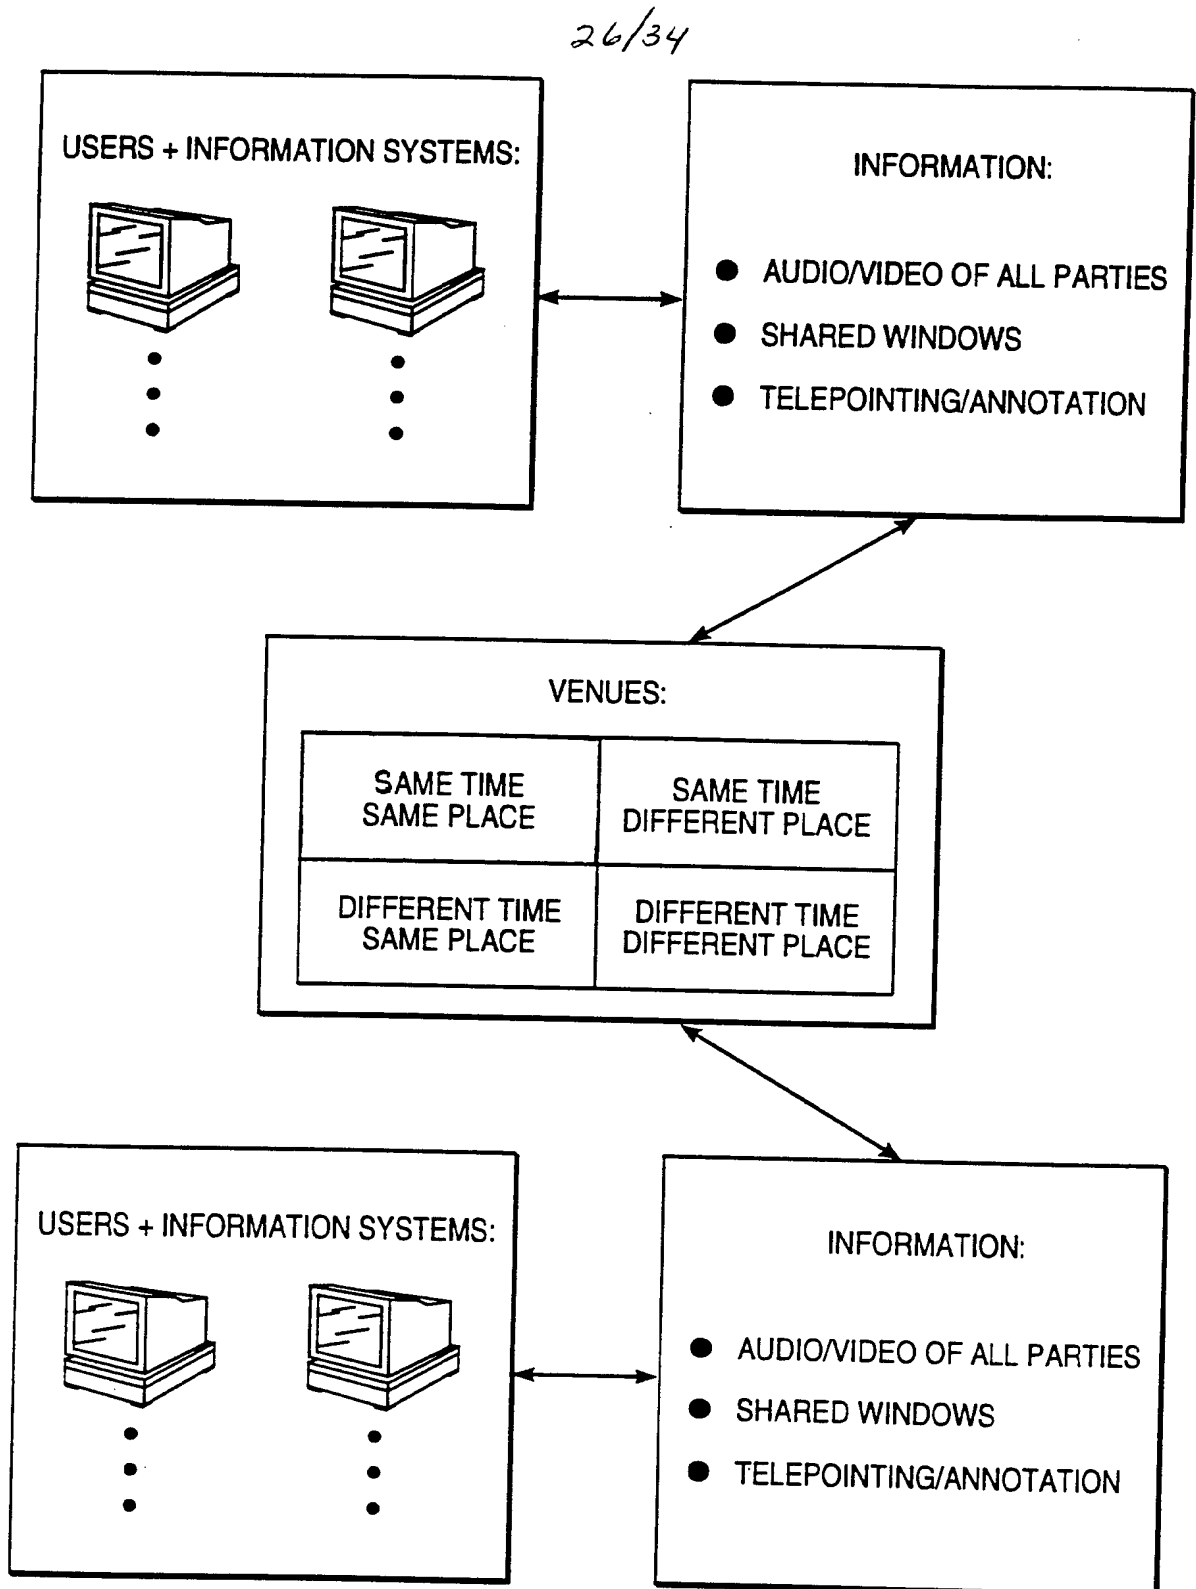 26/34
USERS + INFORMATION SYSTEMS:
INFORMATION:
AUDIO/VIDEO OF ALL PARTIES
SHARED WINDOWS
TELEPOINTING/ANNOTATION
VENUES:
SAME TIME
SAME PLACE
SAME TIME
DIFFERENT PLACE
DIFFERENT TIME
SAME PLACE
DIFFERENT TIME
DIFFERENT PLACE
USERS + INFORMATION SYSTEMS:
INFORMATION:
AUDIO/VIDEO OF ALL PARTIES
SHARED WINDOWS
TELEPOINTING/ANNOTATION